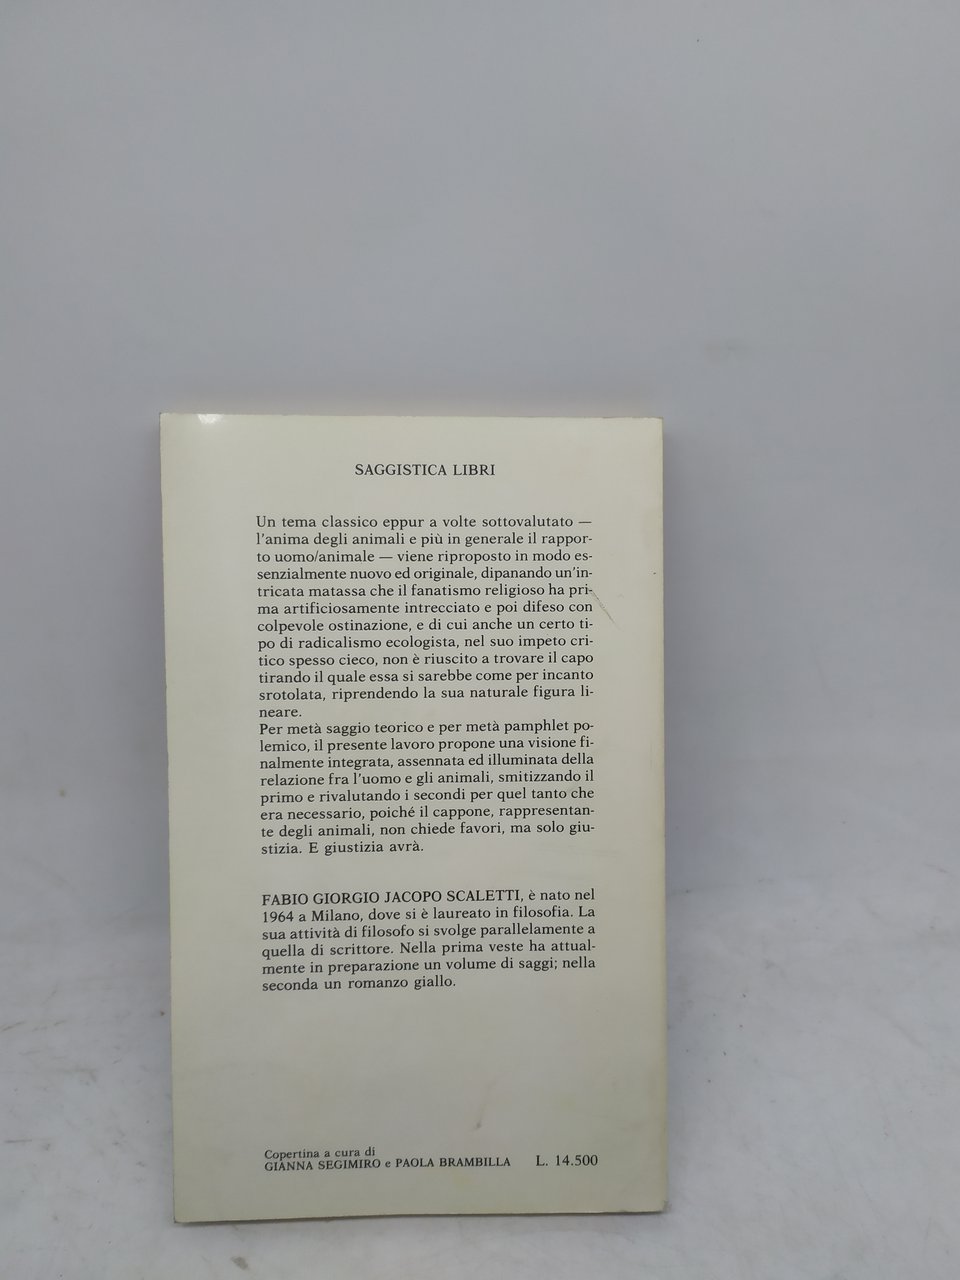 SAGGISTICA LIBRI
Un tema classico eppur a volte sottovalutato —
l'anima degli animali e più in generale il rappor-
to uomo/animale — viene riproposto in modo es-
senzialmente nuovo ed originale, dipanando un'in-
tricata matassa che il fanatismo religioso ha pri-
ma artificiosamente intrecciato e poi difeso con
colpevole ostinazione, e di cui anche un certo ti-
po di radicalismo ecologista, nel suo impeto cri-
tico spesso cieco, non è riuscito a trovare il capo
tirando il quale essa si sarebbe come per incanto
srotolata, riprendendo la sua naturale figura li-
neare.
Per metà saggio teorico e per metà pamphlet po-
lemico, il presente lavoro propone una visione fi-
nalmente integrata, assennata ed illuminata della
relazione fra l'uomo e gli animali, smitizzando il
primo e rivalutando i secondi per quel tanto che
era necessario, poiché il cappone, rappresentan-
te degli animali, non chiede favori, ma solo giu-
stizia. E giustizia avrà.
FABIO GIORGIO JACOPO SCALETTI, è nato nel
1964 a Milano, dove si è laureato in filosofia. La
sua attività di filosofo si svolge parallelamente a
quella di scrittore. Nella prima veste ha attual-
mente in preparazione un volume di saggi; nella
seconda un romanzo giallo.
Copertina a cura di
GIANNA SEGIMIRO e PAOLA BRAMBILLA L. 14.500